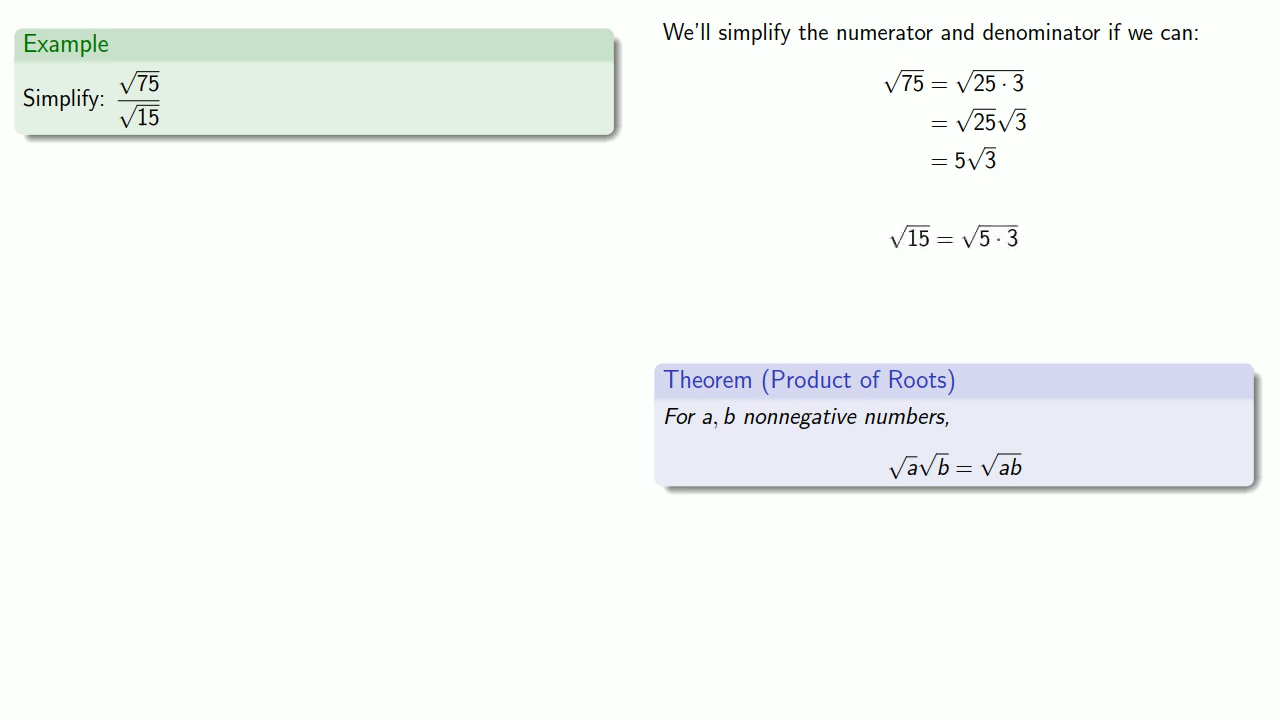 Example
Simplify: √75/√15
We'll simplify the numerator and denominator if we can:
√75 = √25 · 3
= √25√3
= 5√3
√15 = √5 · 3
Theorem (Product of Roots)
For a, b nonnegative numbers,
√a√b = √ab